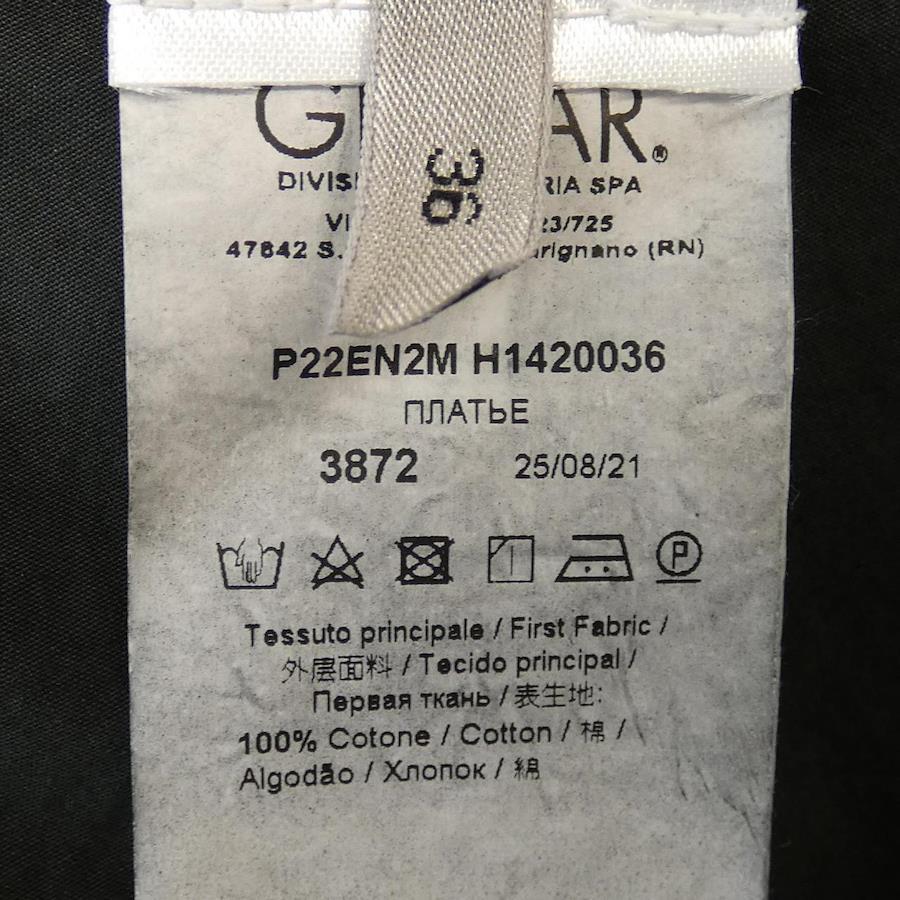 36
DIVIS RIA SPA
VI 23/725
47842 S. rignano (RN)
P22EN2M H1420036
ПЛАТЬЕ
3872 25/08/21
P
Tessuto principale / First Fabric /
外层面料 / Tecido principal /
Первая ткань / 表生地:
100% Cotone / Cotton / 棉 /
Algodão / Хлопок / 綿